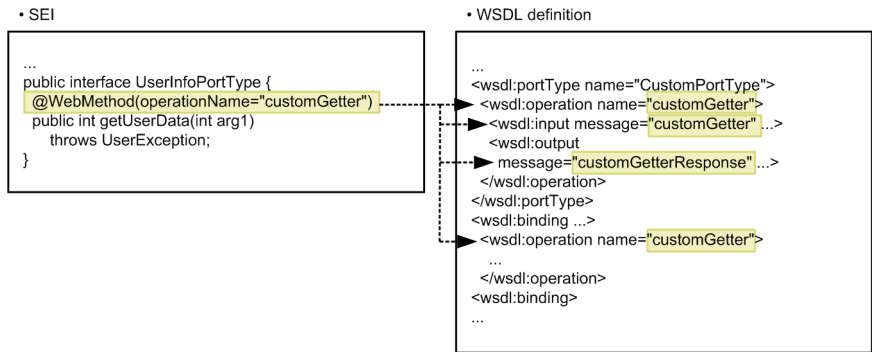 • SEI
...
public interface UserInfoPortType {
@WebMethod(operationName="customGetter")
public int getUserData(int arg1)
throws UserException;
}
• WSDL definition
...
<wsdl:portType name="CustomPortType">
<wsdl:operation name="customGetter">
<wsdl:input message="customGetter" ...>
<wsdl:output
message="customGetterResponse" ...>
</wsdl:operation>
</wsdl:portType>
<wsdl:binding ...>
<wsdl:operation name="customGetter">
...
</wsdl:operation>
<wsdl:binding>
...